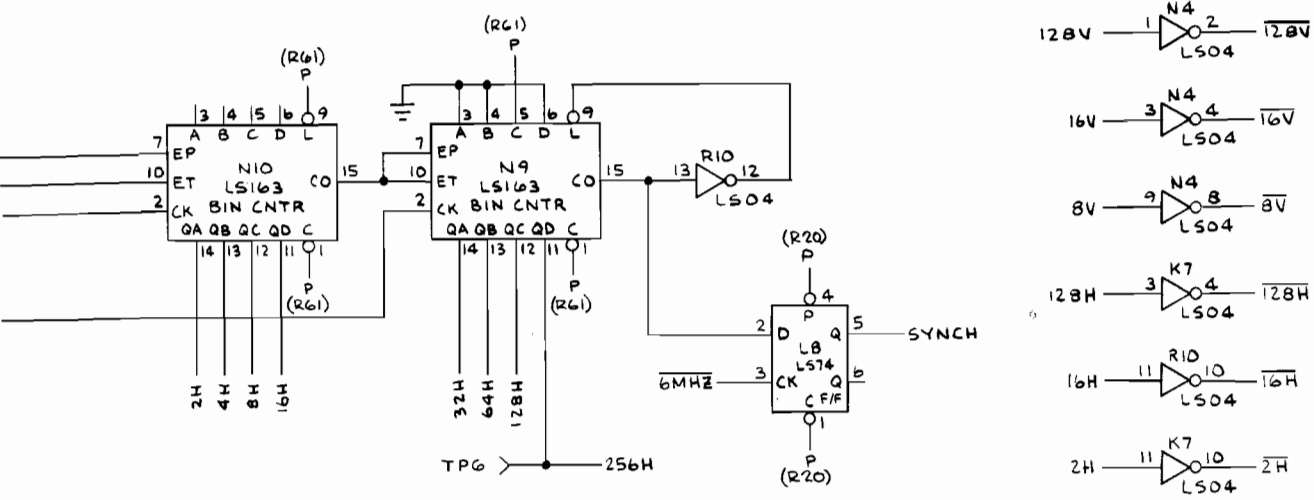 (R61)
P
3 4 5 6 9
A B C D L
7 EP
10 ET
2 CK
N10
LS163
BIN CNTR
CO 15
QA QB QC QD C
14 13 12 11 1
P
(R61)
2H 4H 8H 16H
(R61)
P
3 4 5 6 9
A B C D L
7 EP
10 ET
2 CK
N9
LS163
BIN CNTR
CO 15
QA QB QC QD C
14 13 12 11 1
P
(R61)
32H 64H 128H
TPG
256H
R10
13 12
LS04
(R20)
P
4
P
2 D Q 5 SYNCH
L8
LS74
6MHZ 3 CK Q 6
C F/F
1
P
(R20)
N4
128V 1 2 128V
LS04
N4
16V 3 4 16V
LS04
N4
8V 9 8 8V
LS04
K7
128H 3 4 128H
LS04
R10
16H 11 10 16H
LS04
K7
2H 11 10 2H
LS04